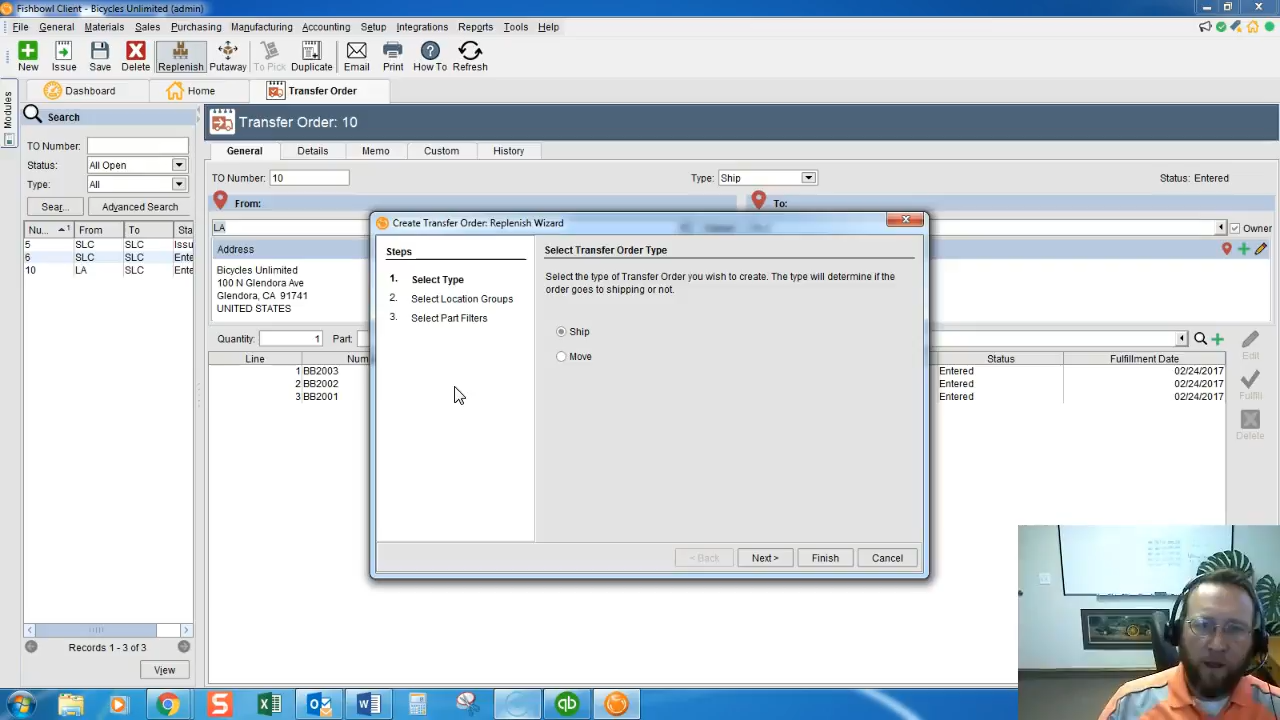 Fishbowl Client - Bicycles Unlimited (admin)
File General Materials Sales Purchasing Manufacturing Accounting Setup Integrations Reports Tools Help
New Issue Save Delete Replenish Putaway To Pick Duplicate Email Print How To Refresh
Modules
Dashboard Home Transfer Order
Search
TO Number:
Status: All Open
Type: All
Sear... Advanced Search
Nu... 1 From To Sta
5 SLC SLC Issu
6 SLC SLC Ente
10 LA SLC Ente
Records 1 - 3 of 3
View
Transfer Order: 10
General Details Memo Custom History
TO Number: 10 Type: Ship Status: Entered
From: To:
LA Owner
Address
Bicycles Unlimited
100 N Glendora Ave
Glendora, CA 91741
UNITED STATES
Quantity: 1 Part:
Line Num Status Fulfillment Date
1 BB2003 Entered 02/24/2017
2 BB2002 Entered 02/24/2017
3 BB2001 Entered 02/24/2017
Edit
Fulfill
Delete
Create Transfer Order: Replenish Wizard
Steps
1. Select Type
2. Select Location Groups
3. Select Part Filters
Select Transfer Order Type
Select the type of Transfer Order you wish to create. The type will determine if the
order goes to shipping or not.
Ship
Move
< Back Next > Finish Cancel